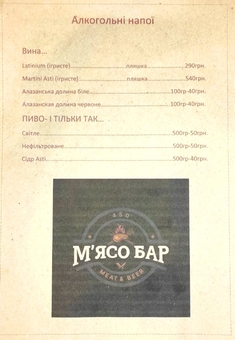 Алкогольні напої
Вина...
Latinium (ігристе) пляшка 290грн.
Martini Asti (ігристе) пляшка 540грн.
Алазанська долина біле 100гр-40грн.
Алазанская долина червоне 100гр-40грн.
ПИВО- І ТІЛЬКИ ТАК...
Світле 500гр-50грн.
Нефільтроване 500гр-50грн.
Сідр Asti 500гр-40грн.
М'ЯСО БАР
MEAT & BEER